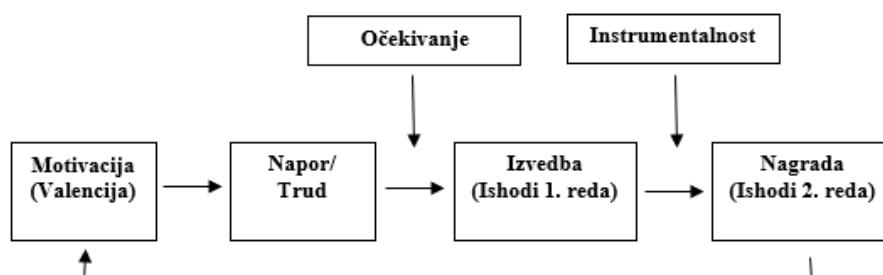 Očekivanje
Instrumentalnost
Motivacija
(Valencija)
Napor/
Trud
Izvedba
(Ishodi 1. reda)
Nagrada
(Ishodi 2. reda)